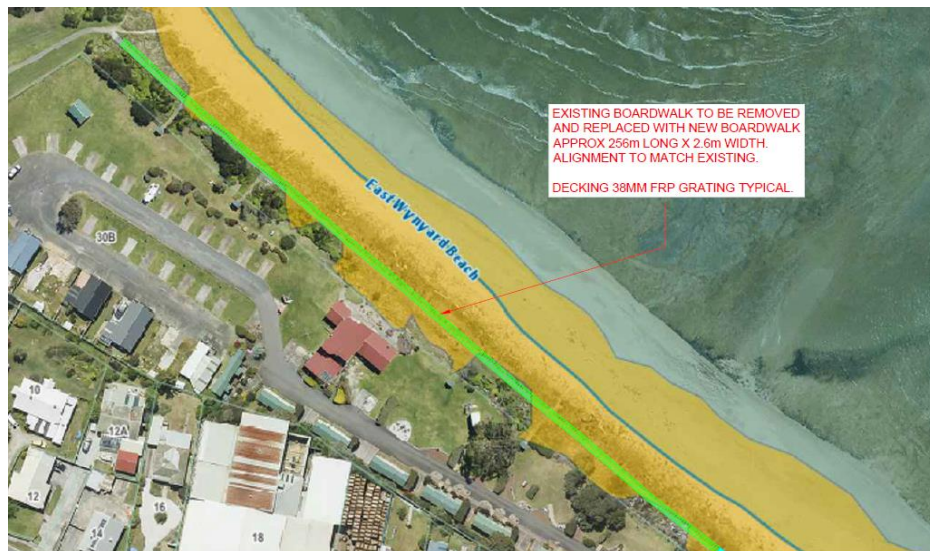 EXISTING BOARDWALK TO BE REMOVED
AND REPLACED WITH NEW BOARDWALK
APPROX 256m LONG X 2.6m WIDTH.
ALIGNMENT TO MATCH EXISTING.
DECKING 38MM FRP GRATING TYPICAL.
East Wynyard Beach
30B
10
12A
12
16
14
18